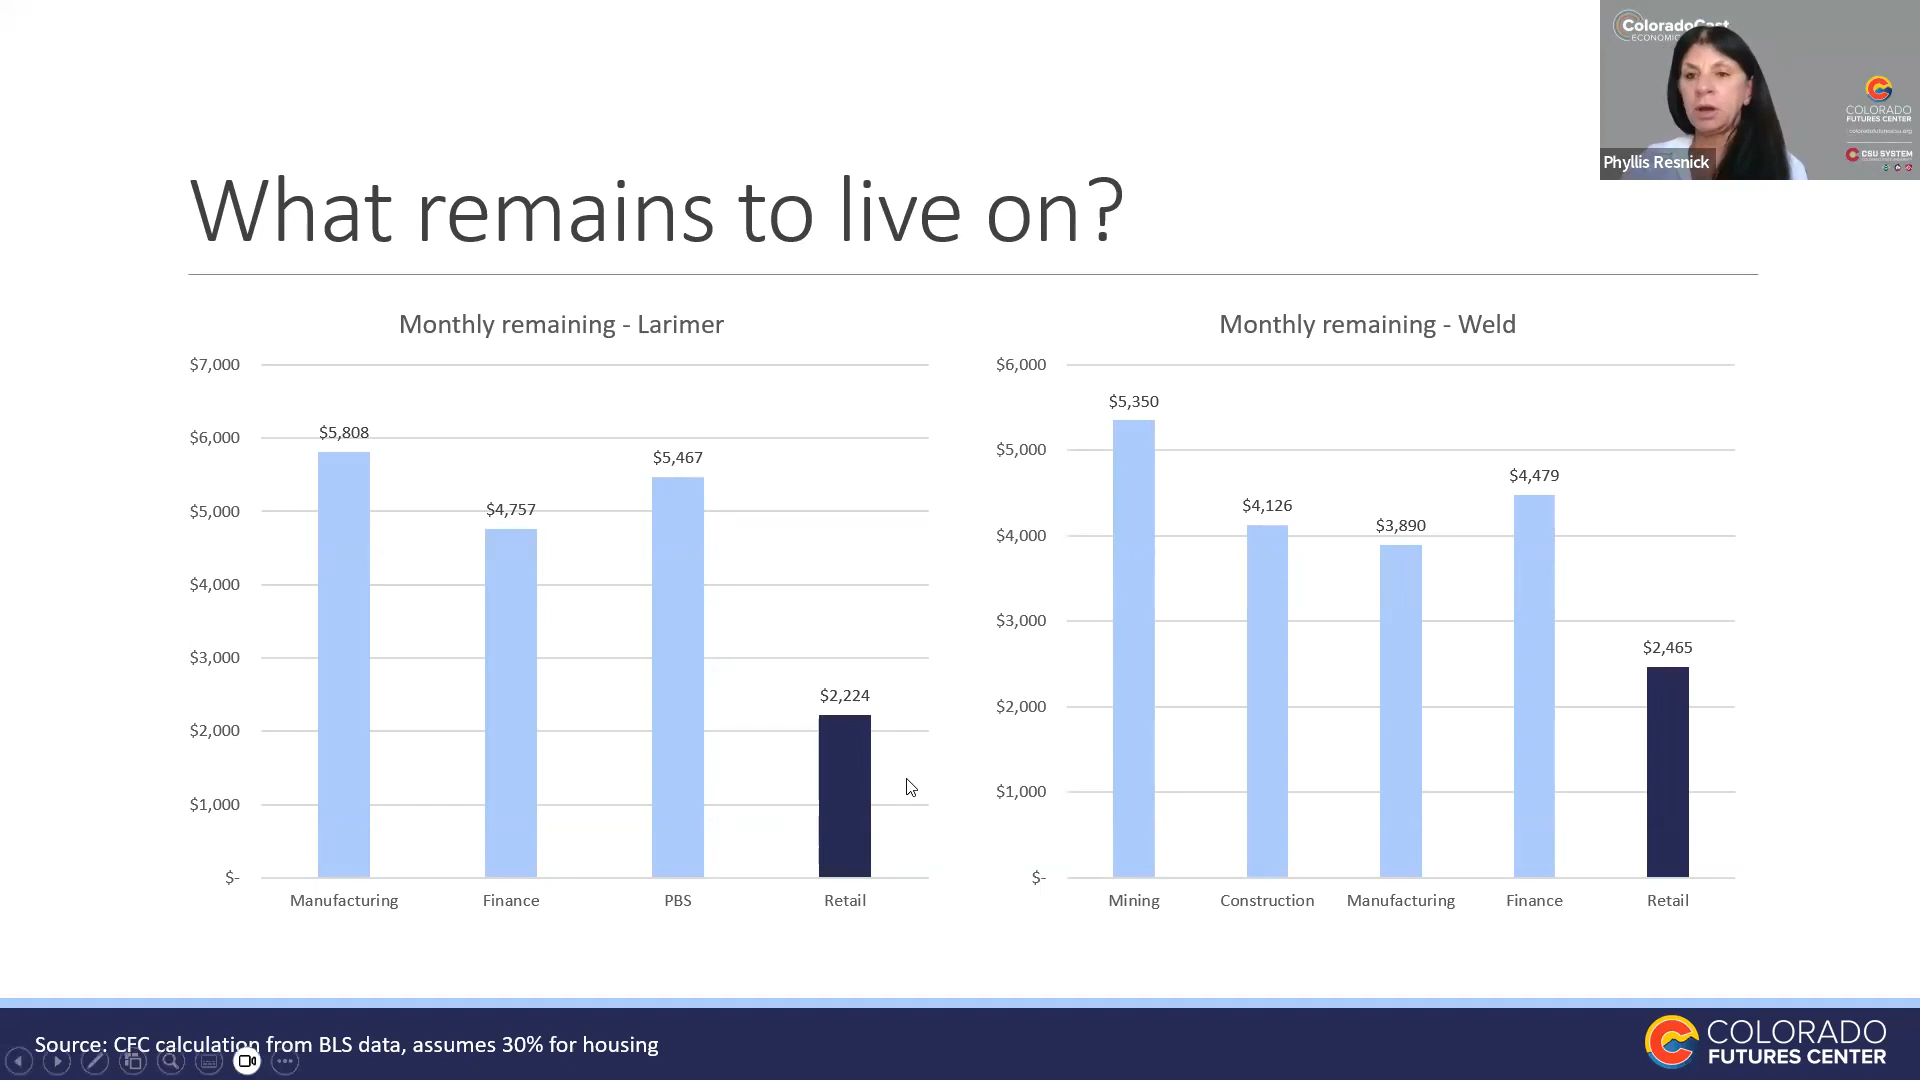 ColoradoCast
ECONOMIC
COLORADO
FUTURES CENTER
coloradofuturescsu.org
CSU SYSTEM
Phyllis Resnick
What remains to live on?
Monthly remaining - Larimer
$7,000
$6,000
$5,000
$4,000
$3,000
$2,000
$1,000
$-
$5,808
$4,757
$5,467
$2,224
Manufacturing
Finance
PBS
Retail
Monthly remaining - Weld
$6,000
$5,000
$4,000
$3,000
$2,000
$1,000
$-
$5,350
$4,126
$3,890
$4,479
$2,465
Mining
Construction
Manufacturing
Finance
Retail
Source: CFC calculation from BLS data, assumes 30% for housing
COLORADO
FUTURES CENTER